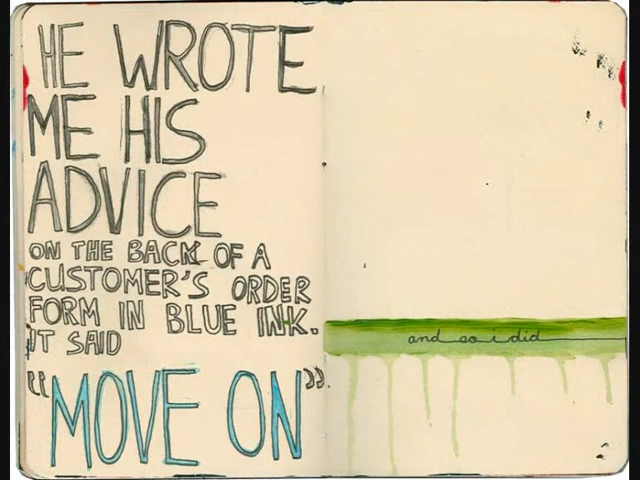 HE WROTE
ME HIS
ADVICE
ON THE BACK OF A
CUSTOMER'S ORDER
FORM IN BLUE INK.
IT SAID
"MOVE ON".
and so i did